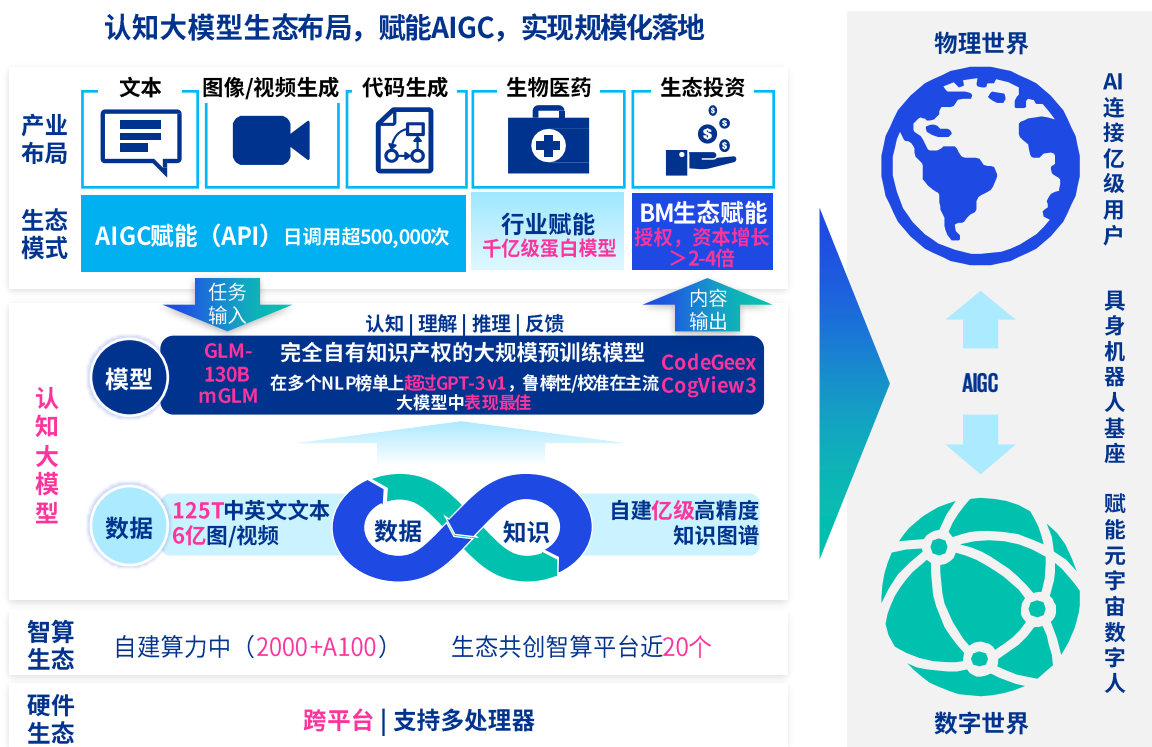 认知大模型生态布局，赋能AIGC，实现规模化落地
产业
布局
文本
图像/视频生成
代码生成
生物医药
生态投资
$
$
$
$
生态
模式
AIGC赋能（API）日调用超500,000次
行业赋能
千亿级蛋白模型
BM生态赋能
授权，资本增长
＞2-4倍
任务
输入
内容
输出
认知大模型
认知|理解|推理|反馈
模型
GLM-
130B
mGLM
完全自有知识产权的大规模预训练模型
在多个NLP榜单上超过GPT-3 v1，鲁棒性/校准在主流
大模型中表现最佳
CodeGeex
CogView3
数据
125T中英文文本
6亿图/视频
数据
知识
自建亿级高精度
知识图谱
智算
生态
自建算力中（2000+A100）
生态共创智算平台近20个
硬件
生态
跨平台|支持多处理器
物理世界
AIGC
数字世界
AI连接亿级用户
具身机器人基座
赋能元宇宙数字人